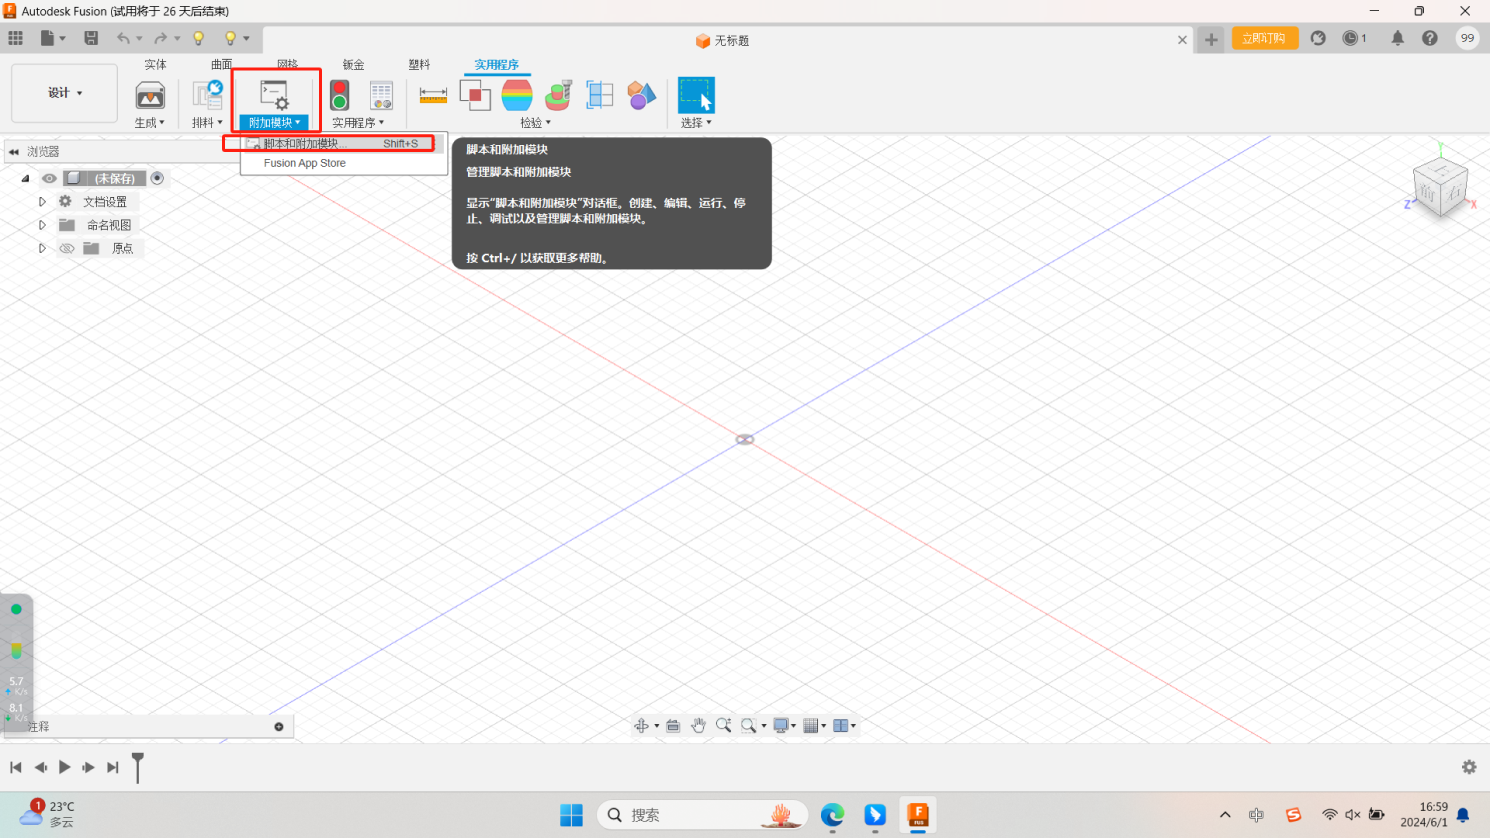 Autodesk Fusion (试用将于 26 天后结束)
无标题
立即订购
1
99
设计
实体
曲面
网格
钣金
塑料
实用程序
生成
排料
附加模块
实用程序
检验
选择
脚本和附加模块... Shift+S
Fusion App Store
脚本和附加模块
管理脚本和附加模块
显示“脚本和附加模块”对话框。创建、编辑、运行、停
止、调试以及管理脚本和附加模块。
按 Ctrl+/ 以获取更多帮助。
浏览器
(未保存)
文档设置
命名视图
原点
Y
上
前
右
Z
X
5.7
K/s
8.1
K/s
注释
1
23°C
多云
搜索
中
16:59
2024/6/1